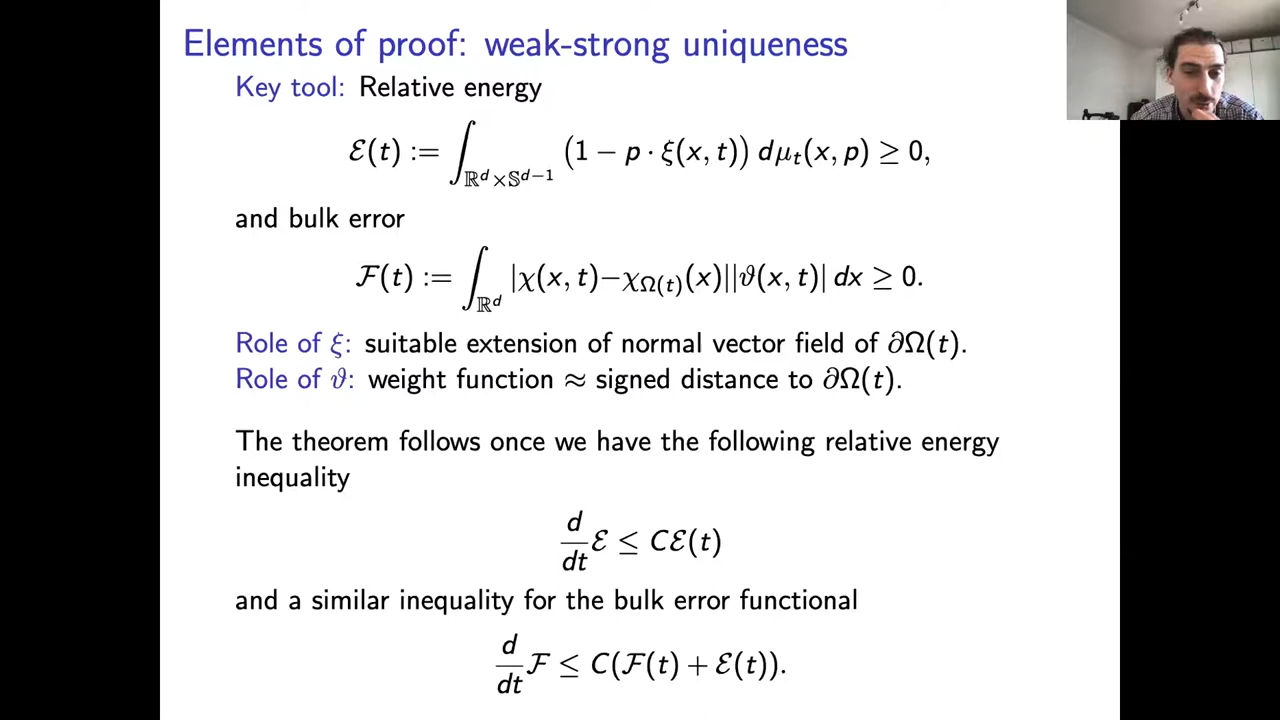 Elements of proof: weak-strong uniqueness
Key tool: Relative energy
ℰ(t) := ∫_{ℝ^d×𝕊^{d−1}} (1 − p · ξ(x, t)) dμ_t(x, p) ≥ 0,
and bulk error
ℱ(t) := ∫_{ℝ^d} |χ(x, t)−χ_{Ω(t)}(x)||ϑ(x, t)| dx ≥ 0.
Role of ξ: suitable extension of normal vector field of ∂Ω(t).
Role of ϑ: weight function ≈ signed distance to ∂Ω(t).
The theorem follows once we have the following relative energy
inequality
d/dt ℰ ≤ Cℰ(t)
and a similar inequality for the bulk error functional
d/dt ℱ ≤ C(ℱ(t) + ℰ(t)).